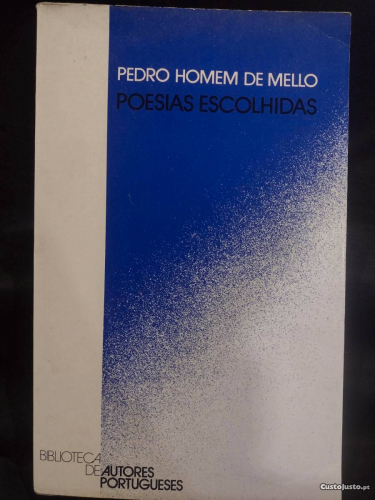 PEDRO HOMEM DE MELLO
POESIAS ESCOLHIDAS
BIBLIOTECA
DE AUTORES
PORTUGUESES
CustoJusto.pt